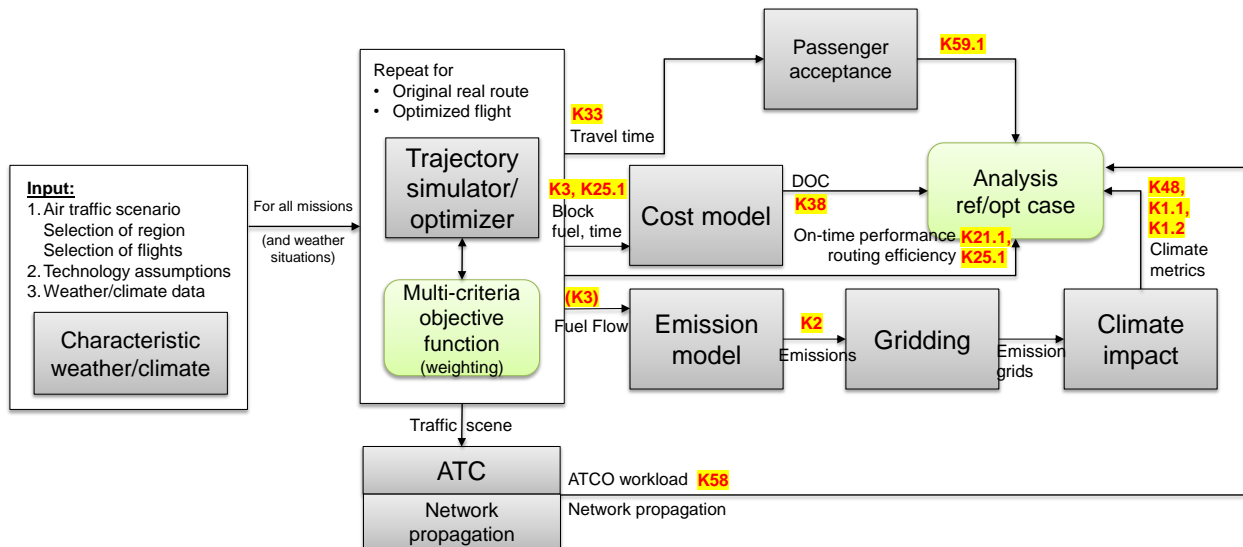 Input:
1. Air traffic scenario
Selection of region
Selection of flights
2. Technology assumptions
3. Weather/climate data
Characteristic
weather/climate
For all missions
(and weather
situations)
Repeat for
• Original real route
• Optimized flight
Trajectory
simulator/
optimizer
Multi-criteria
objective
function
(weighting)
K33
Travel time
Passenger
acceptance
K59.1
K3, K25.1
Block
fuel, time
Cost model
DOC
K38
Analysis
ref/opt case
On-time performance K21.1,
routing efficiency K25.1
K48,
K1.1,
K1.2
Climate
metrics
(K3)
Fuel Flow
Emission
model
K2
Emissions
Gridding
Emission
grids
Climate
impact
Traffic scene
ATC
Network
propagation
ATCO workload K58
Network propagation